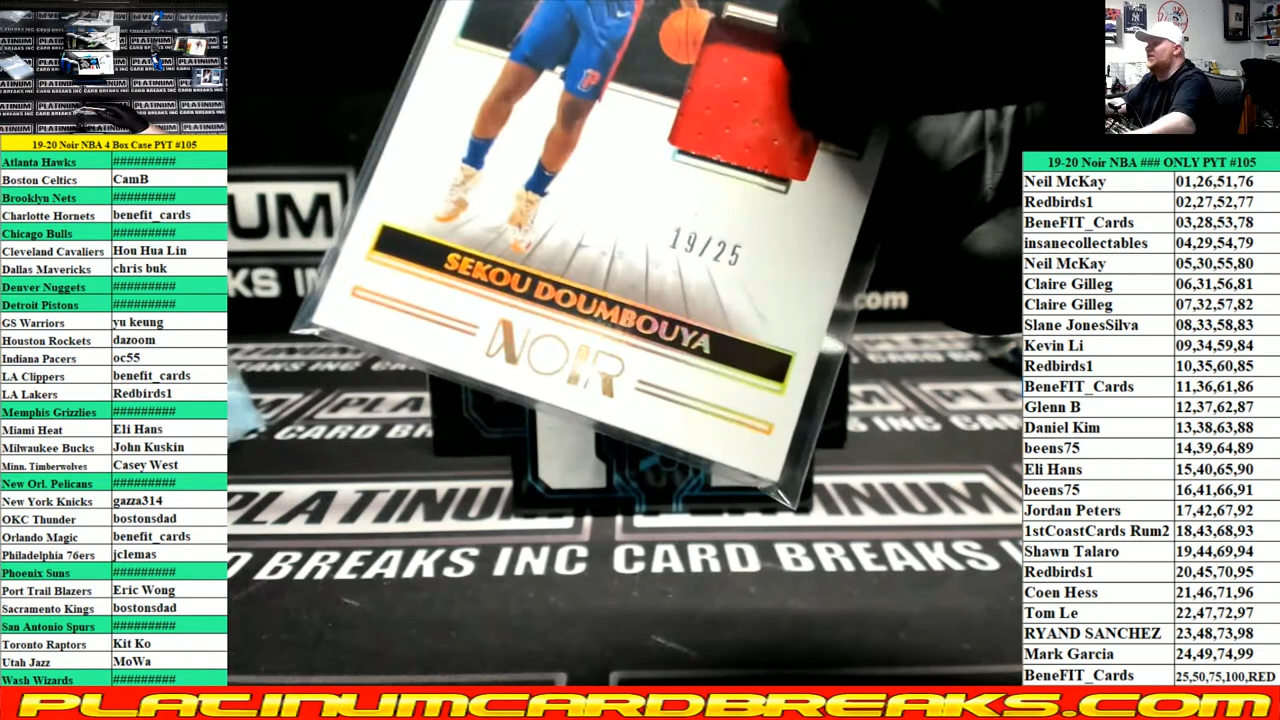 19-20 Noir NBA 4 Box Case PYT #105
Atlanta Hawks #########
Boston Celtics CamB
Brooklyn Nets #########
Charlotte Hornets benefit_cards
Chicago Bulls #########
Cleveland Cavaliers Hou Hua Lin
Dallas Mavericks chris buk
Denver Nuggets #########
Detroit Pistons #########
GS Warriors yu keung
Houston Rockets dazoom
Indiana Pacers oc55
LA Clippers benefit_cards
LA Lakers Redbirds1
Memphis Grizzlies #########
Miami Heat Eli Hans
Milwaukee Bucks John Kuskin
Minn. Timberwolves Casey West
New Orl. Pelicans #########
New York Knicks gazza314
OKC Thunder bostonsdad
Orlando Magic benefit_cards
Philadelphia 76ers jclemas
Phoenix Suns #########
Port Trail Blazers Eric Wong
Sacramento Kings bostonsdad
San Antonio Spurs #########
Toronto Raptors Kit Ko
Utah Jazz MoWa
Wash Wizards #########
19/25
SEKOU DOUMBOUYA
NOIR
.com
PLATINUM PLATINUM
CARD BREAKS INC CARD BREAKS
19-20 Noir NBA ### ONLY PYT #105
Neil McKay 01,26,51,76
Redbirds1 02,27,52,77
BeneFIT_Cards 03,28,53,78
insanecollectables 04,29,54,79
Neil McKay 05,30,55,80
Claire Gilleg 06,31,56,81
Claire Gilleg 07,32,57,82
Slane JonesSilva 08,33,58,83
Kevin Li 09,34,59,84
Redbirds1 10,35,60,85
BeneFIT_Cards 11,36,61,86
Glenn B 12,37,62,87
Daniel Kim 13,38,63,88
beens75 14,39,64,89
Eli Hans 15,40,65,90
beens75 16,41,66,91
Jordan Peters 17,42,67,92
1stCoastCards Rum2 18,43,68,93
Shawn Talaro 19,44,69,94
Redbirds1 20,45,70,95
Coen Hess 21,46,71,96
Tom Le 22,47,72,97
RYAND SANCHEZ 23,48,73,98
Mark Garcia 24,49,74,99
BeneFIT_Cards 25,50,75,100,RED
PLATINUMCARDBREAKS.COM